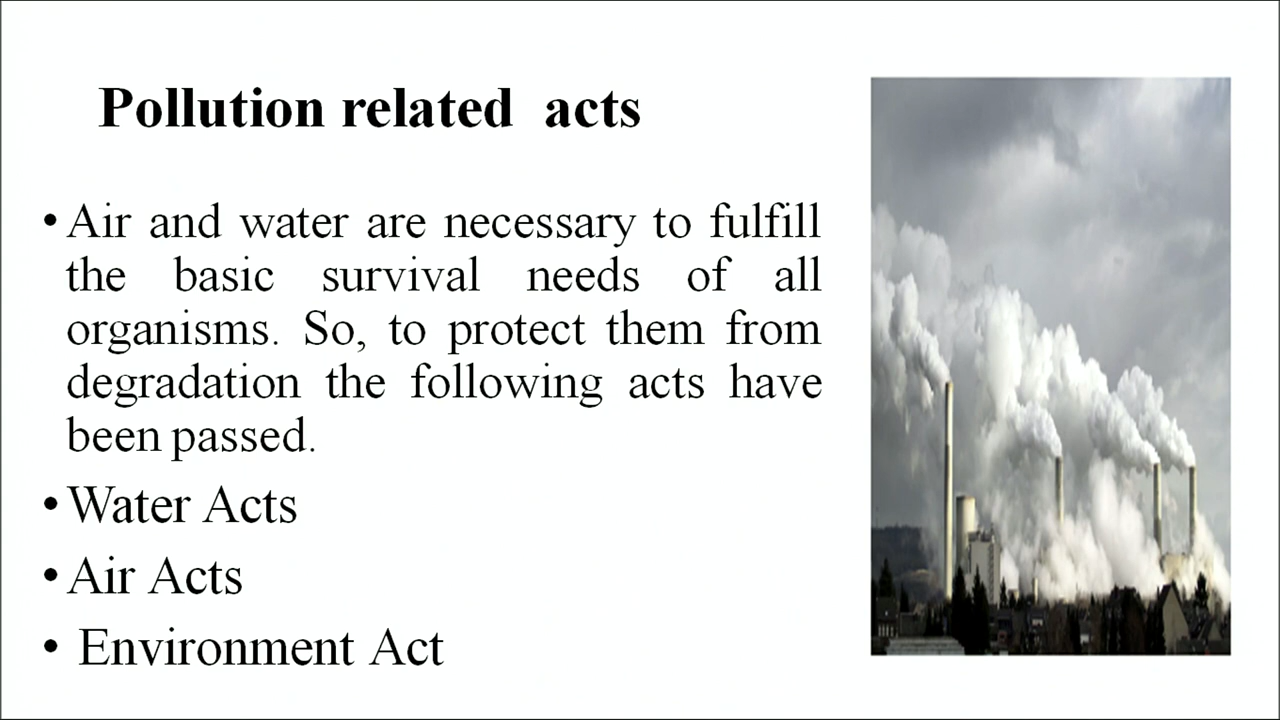 Pollution related acts
• Air and water are necessary to fulfill
the basic survival needs of all
organisms. So, to protect them from
degradation the following acts have
been passed.
• Water Acts
• Air Acts
• Environment Act